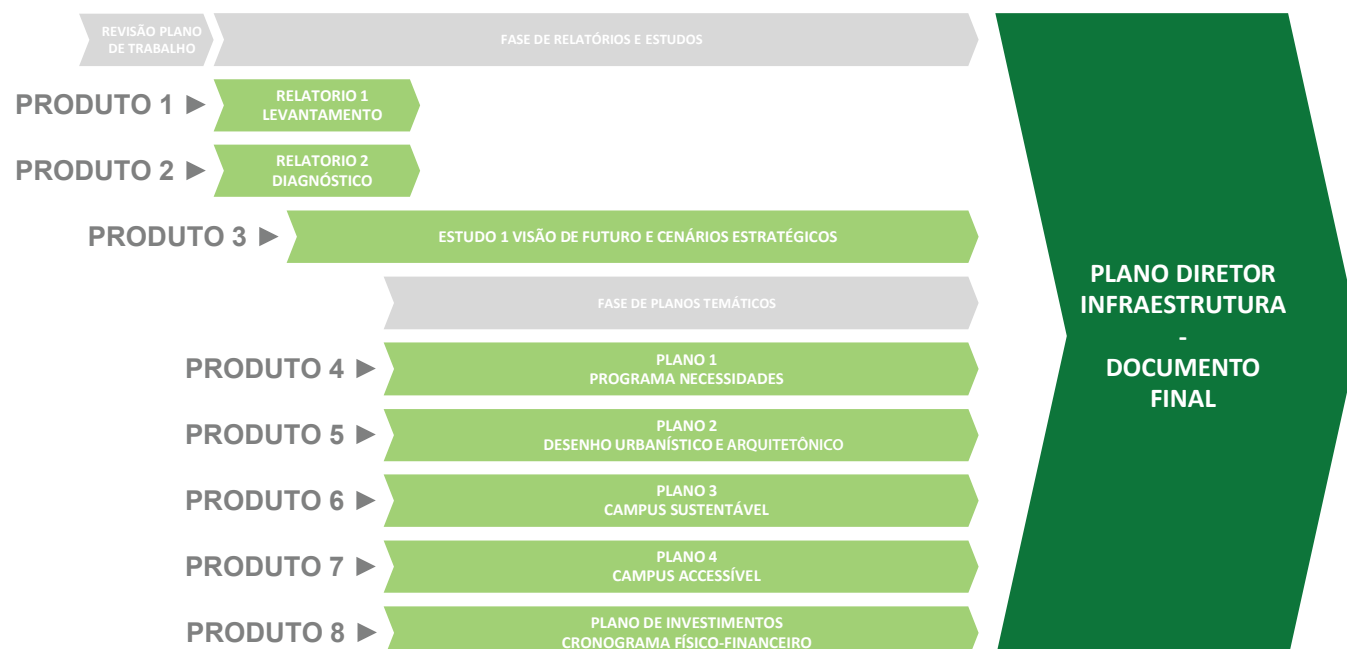 REVISÃO PLANO
DE TRABALHO
FASE DE RELATÓRIOS E ESTUDOS
PRODUTO 1 ►
RELATORIO 1
LEVANTAMENTO
PRODUTO 2 ►
RELATORIO 2
DIAGNÓSTICO
PRODUTO 3 ►
ESTUDO 1 VISÃO DE FUTURO E CENÁRIOS ESTRATÉGICOS
FASE DE PLANOS TEMÁTICOS
PRODUTO 4 ►
PLANO 1
PROGRAMA NECESSIDADES
PRODUTO 5 ►
PLANO 2
DESENHO URBANÍSTICO E ARQUITETÔNICO
PRODUTO 6 ►
PLANO 3
CAMPUS SUSTENTÁVEL
PRODUTO 7 ►
PLANO 4
CAMPUS ACCESSÍVEL
PRODUTO 8 ►
PLANO DE INVESTIMENTOS
CRONOGRAMA FÍSICO-FINANCEIRO
PLANO DIRETOR
INFRAESTRUTURA
-
DOCUMENTO
FINAL